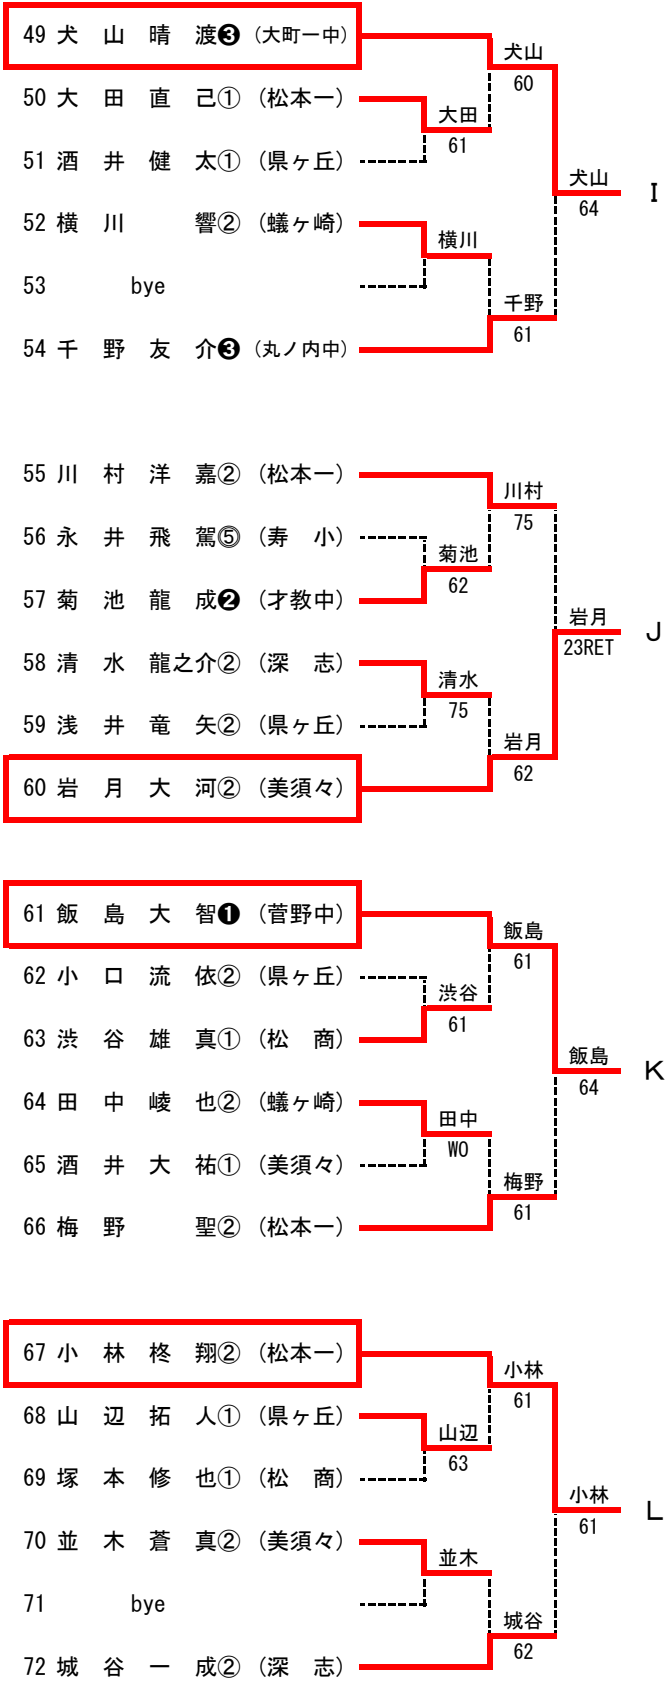 49 犬 山 晴 渡❸ (大町一中)
犬山
60
50 大 田 直 己① (松本一)
大田
61
51 酒 井 健 太① (県ヶ丘)
犬山
64
I
52 横 川 響② (蟻ヶ崎)
横川
53 bye
千野
61
54 千 野 友 介❸ (丸ノ内中)
55 川 村 洋 嘉② (松本一)
川村
75
56 永 井 飛 駕⑤ (寿 小)
菊池
62
57 菊 池 龍 成❷ (才教中)
岩月
23RET
J
58 清 水 龍之介② (深 志)
清水
75
59 浅 井 竜 矢② (県ヶ丘)
岩月
62
60 岩 月 大 河② (美須々)
61 飯 島 大 智❶ (菅野中)
飯島
61
62 小 口 流 依② (県ヶ丘)
渋谷
61
63 渋 谷 雄 真① (松 商)
飯島
64
K
64 田 中 崚 也② (蟻ヶ崎)
田中
WO
65 酒 井 大 祐① (美須々)
梅野
61
66 梅 野 聖② (松本一)
67 小 林 柊 翔② (松本一)
小林
61
68 山 辺 拓 人① (県ヶ丘)
山辺
63
69 塚 本 修 也① (松 商)
小林
61
L
70 並 木 蒼 真② (美須々)
並木
71 bye
城谷
62
72 城 谷 一 成② (深 志)